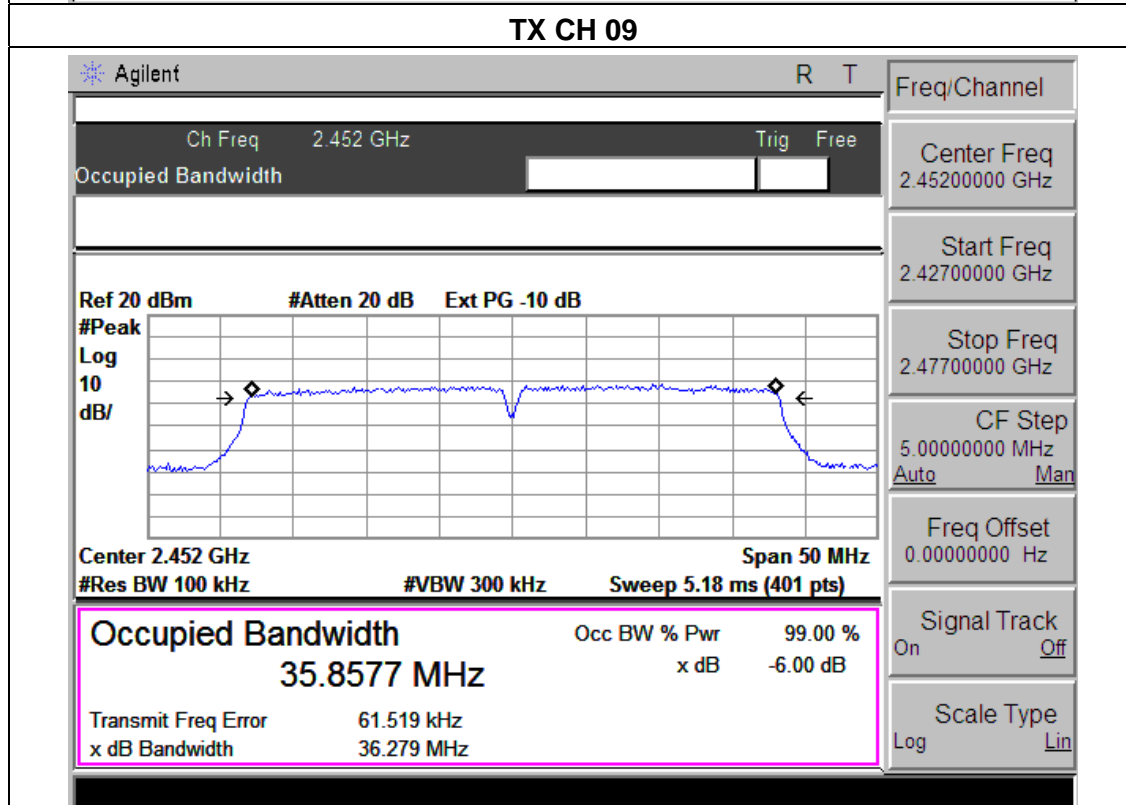 TX CH 09
Agilent R T
Freq/Channel
Ch Freq 2.452 GHz Trig Free
Occupied Bandwidth
Center Freq
2.45200000 GHz
Start Freq
2.42700000 GHz
Stop Freq
2.47700000 GHz
CF Step
5.00000000 MHz
Auto Man
Freq Offset
0.00000000 Hz
Signal Track
On Off
Scale Type
Log Lin
Ref 20 dBm #Atten 20 dB Ext PG -10 dB
#Peak
Log
10
dB/
Center 2.452 GHz Span 50 MHz
#Res BW 100 kHz #VBW 300 kHz Sweep 5.18 ms (401 pts)
Occupied Bandwidth Occ BW % Pwr 99.00 %
35.8577 MHz x dB -6.00 dB
Transmit Freq Error 61.519 kHz
x dB Bandwidth 36.279 MHz